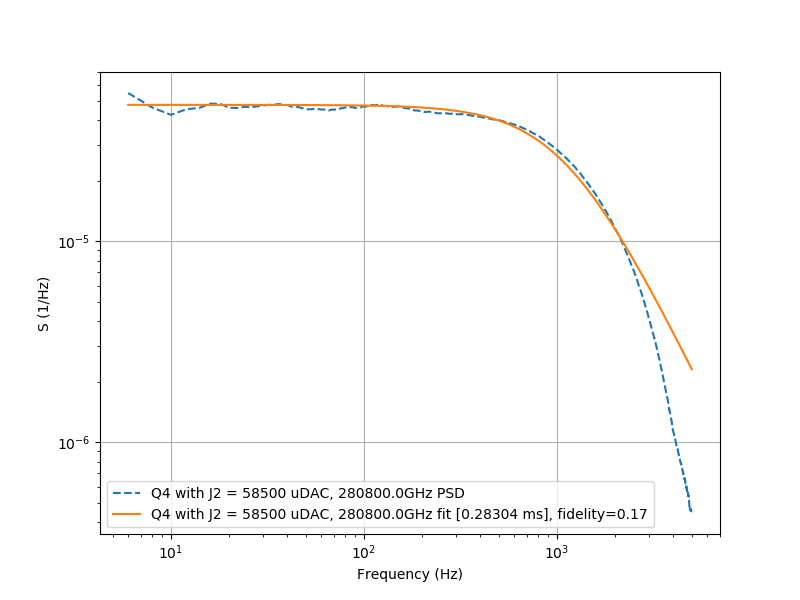 S (1/Hz)
10⁻⁵
10⁻⁶
Q4 with J2 = 58500 uDAC, 280800.0GHz PSD
Q4 with J2 = 58500 uDAC, 280800.0GHz fit [0.28304 ms], fidelity=0.17
10¹ 10² 10³
Frequency (Hz)